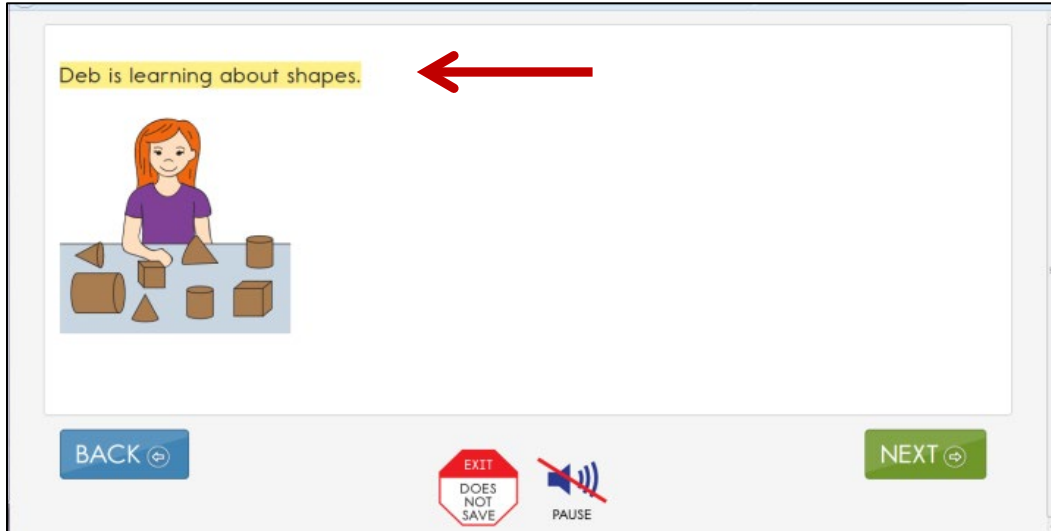 Deb is learning about shapes.
BACK
EXIT
DOES
NOT
SAVE
PAUSE
NEXT